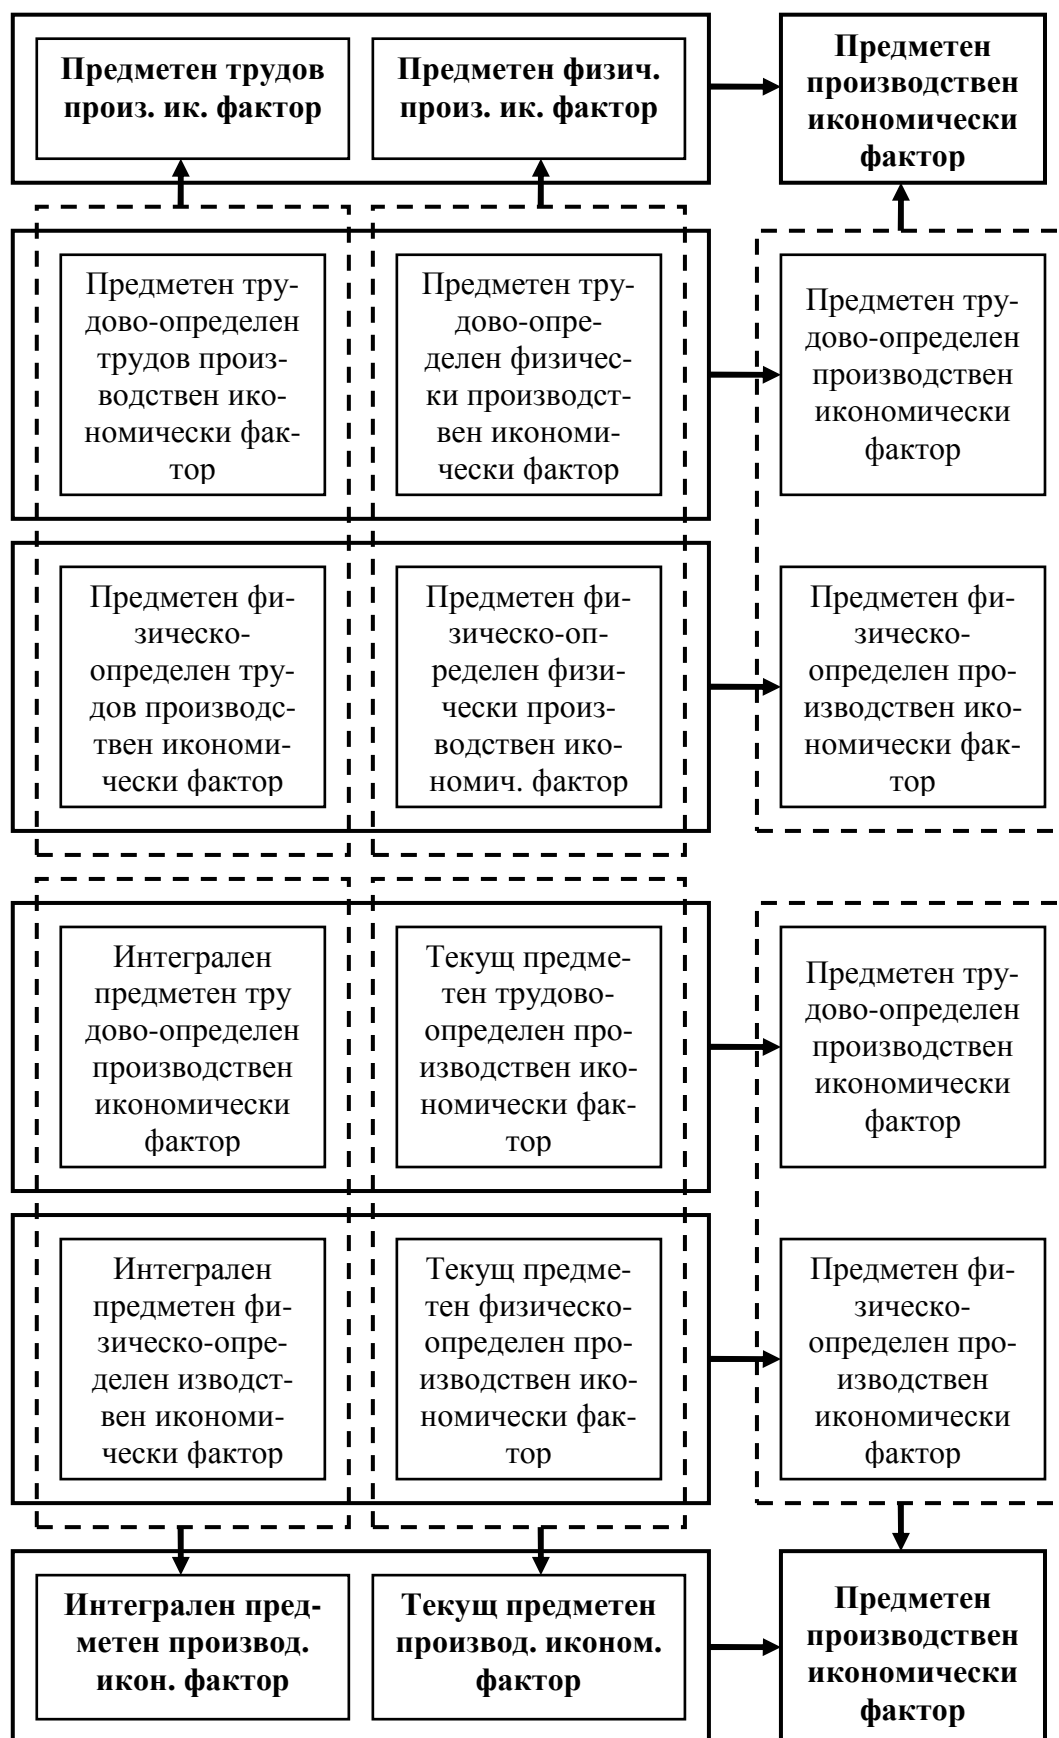 Предметен трудов
произ. ик. фактор
Предметен физич.
произ. ик. фактор
Предметен
производствен
икономически
фактор
Предметен тру-
дово-определен
трудов произ-
водствен ико-
номически фак-
тор
Предметен тру-
дово-опре-
делен физичес-
ки производст-
вен икономи-
чески фактор
Предметен тру-
дово-определен
производствен
икономически
фактор
Предметен фи-
зическо-
определен тру-
дов производс-
твен икономи-
чески фактор
Предметен фи-
зическо-оп-
ределен физи-
чески произ-
водствен ико-
номич. фактор
Предметен фи-
зическо-
определен про-
изводствен ико-
номически фак-
тор
Интегрален
предметен тру
дово-определен
производствен
икономически
фактор
Текущ предме-
тен трудово-
определен про-
изводствен ико-
номически фак-
тор
Предметен тру-
дово-определен
производствен
икономически
фактор
Интегрален
предметен фи-
зическо-опре-
делен изводст-
вен икономи-
чески фактор
Текущ предме-
тен физическо-
определен про-
изводствен ико-
номически фак-
тор
Предметен фи-
зическо-
определен про-
изводствен
икономически
фактор
Интегрален пред-
метен производ.
икон. фактор
Текущ предметен
производ. иконом.
фактор
Предметен
производствен
икономически
фактор